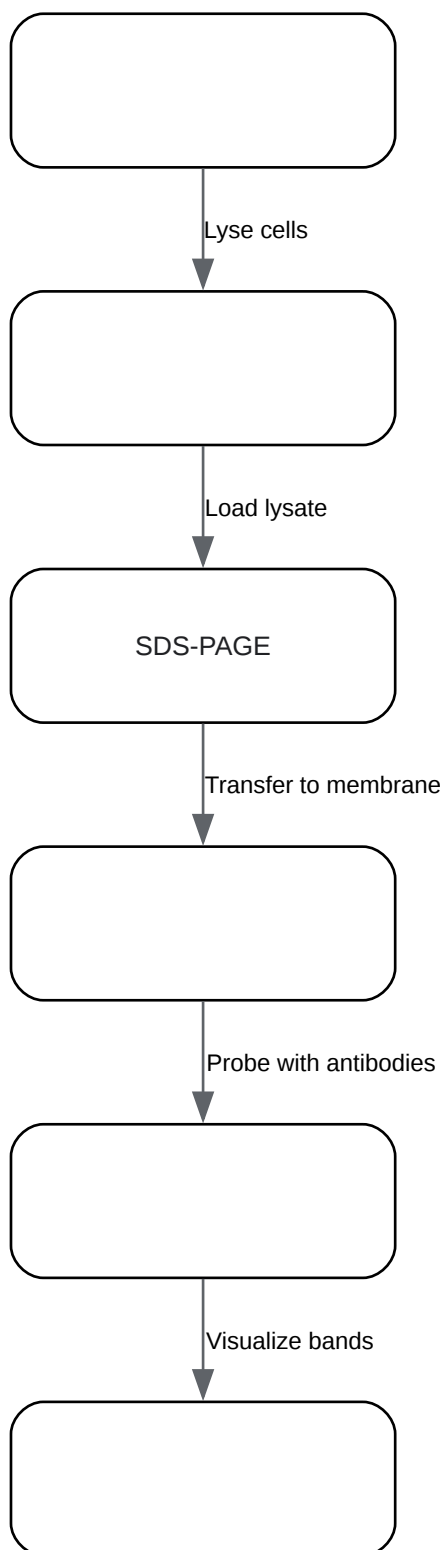 Lyse cells
Load lysate
SDS-PAGE
Transfer to membrane
Probe with antibodies
Visualize bands